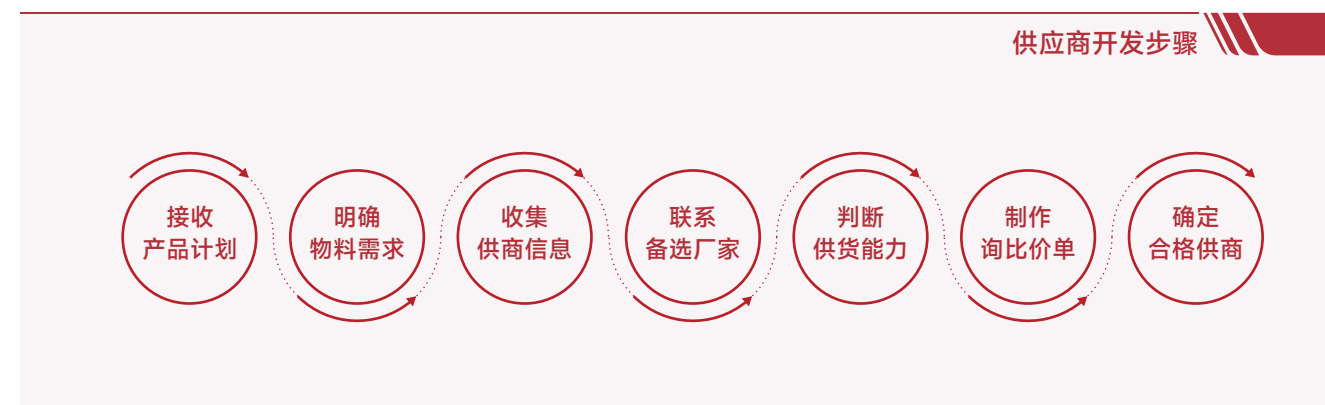 供应商开发步骤
接收
产品计划
明确
物料需求
收集
供商信息
联系
备选厂家
判断
供货能力
制作
询比价单
确定
合格供商